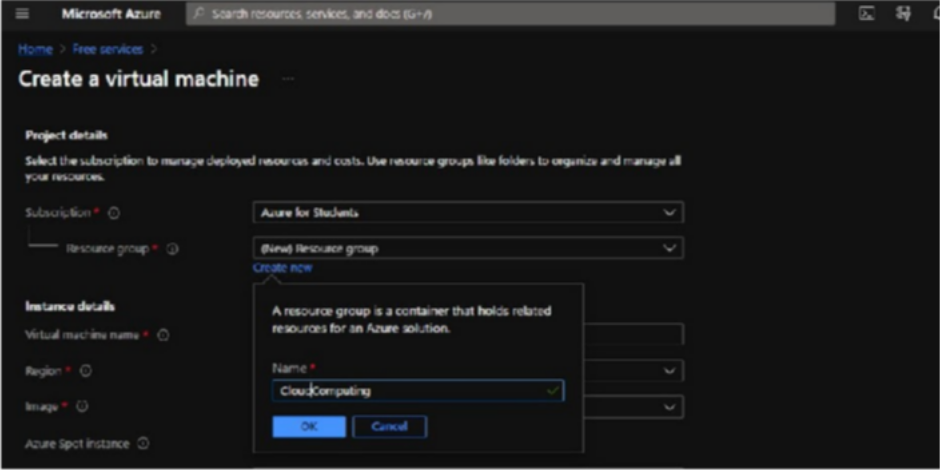 Microsoft Azure
Search resources, services, and docs (G+/)
Home > Free services >
Create a virtual machine ...
Project details
Select the subscription to manage deployed resources and costs. Use resource groups like folders to organize and manage all
your resources.
Subscription *
Azure for Students
Resource group *
(New) Resource group
Create new
A resource group is a container that holds related
resources for an Azure solution.
Name *
CloudComputing
OK
Cancel
Instance details
Virtual machine name *
Region *
Image *
Azure Spot instance